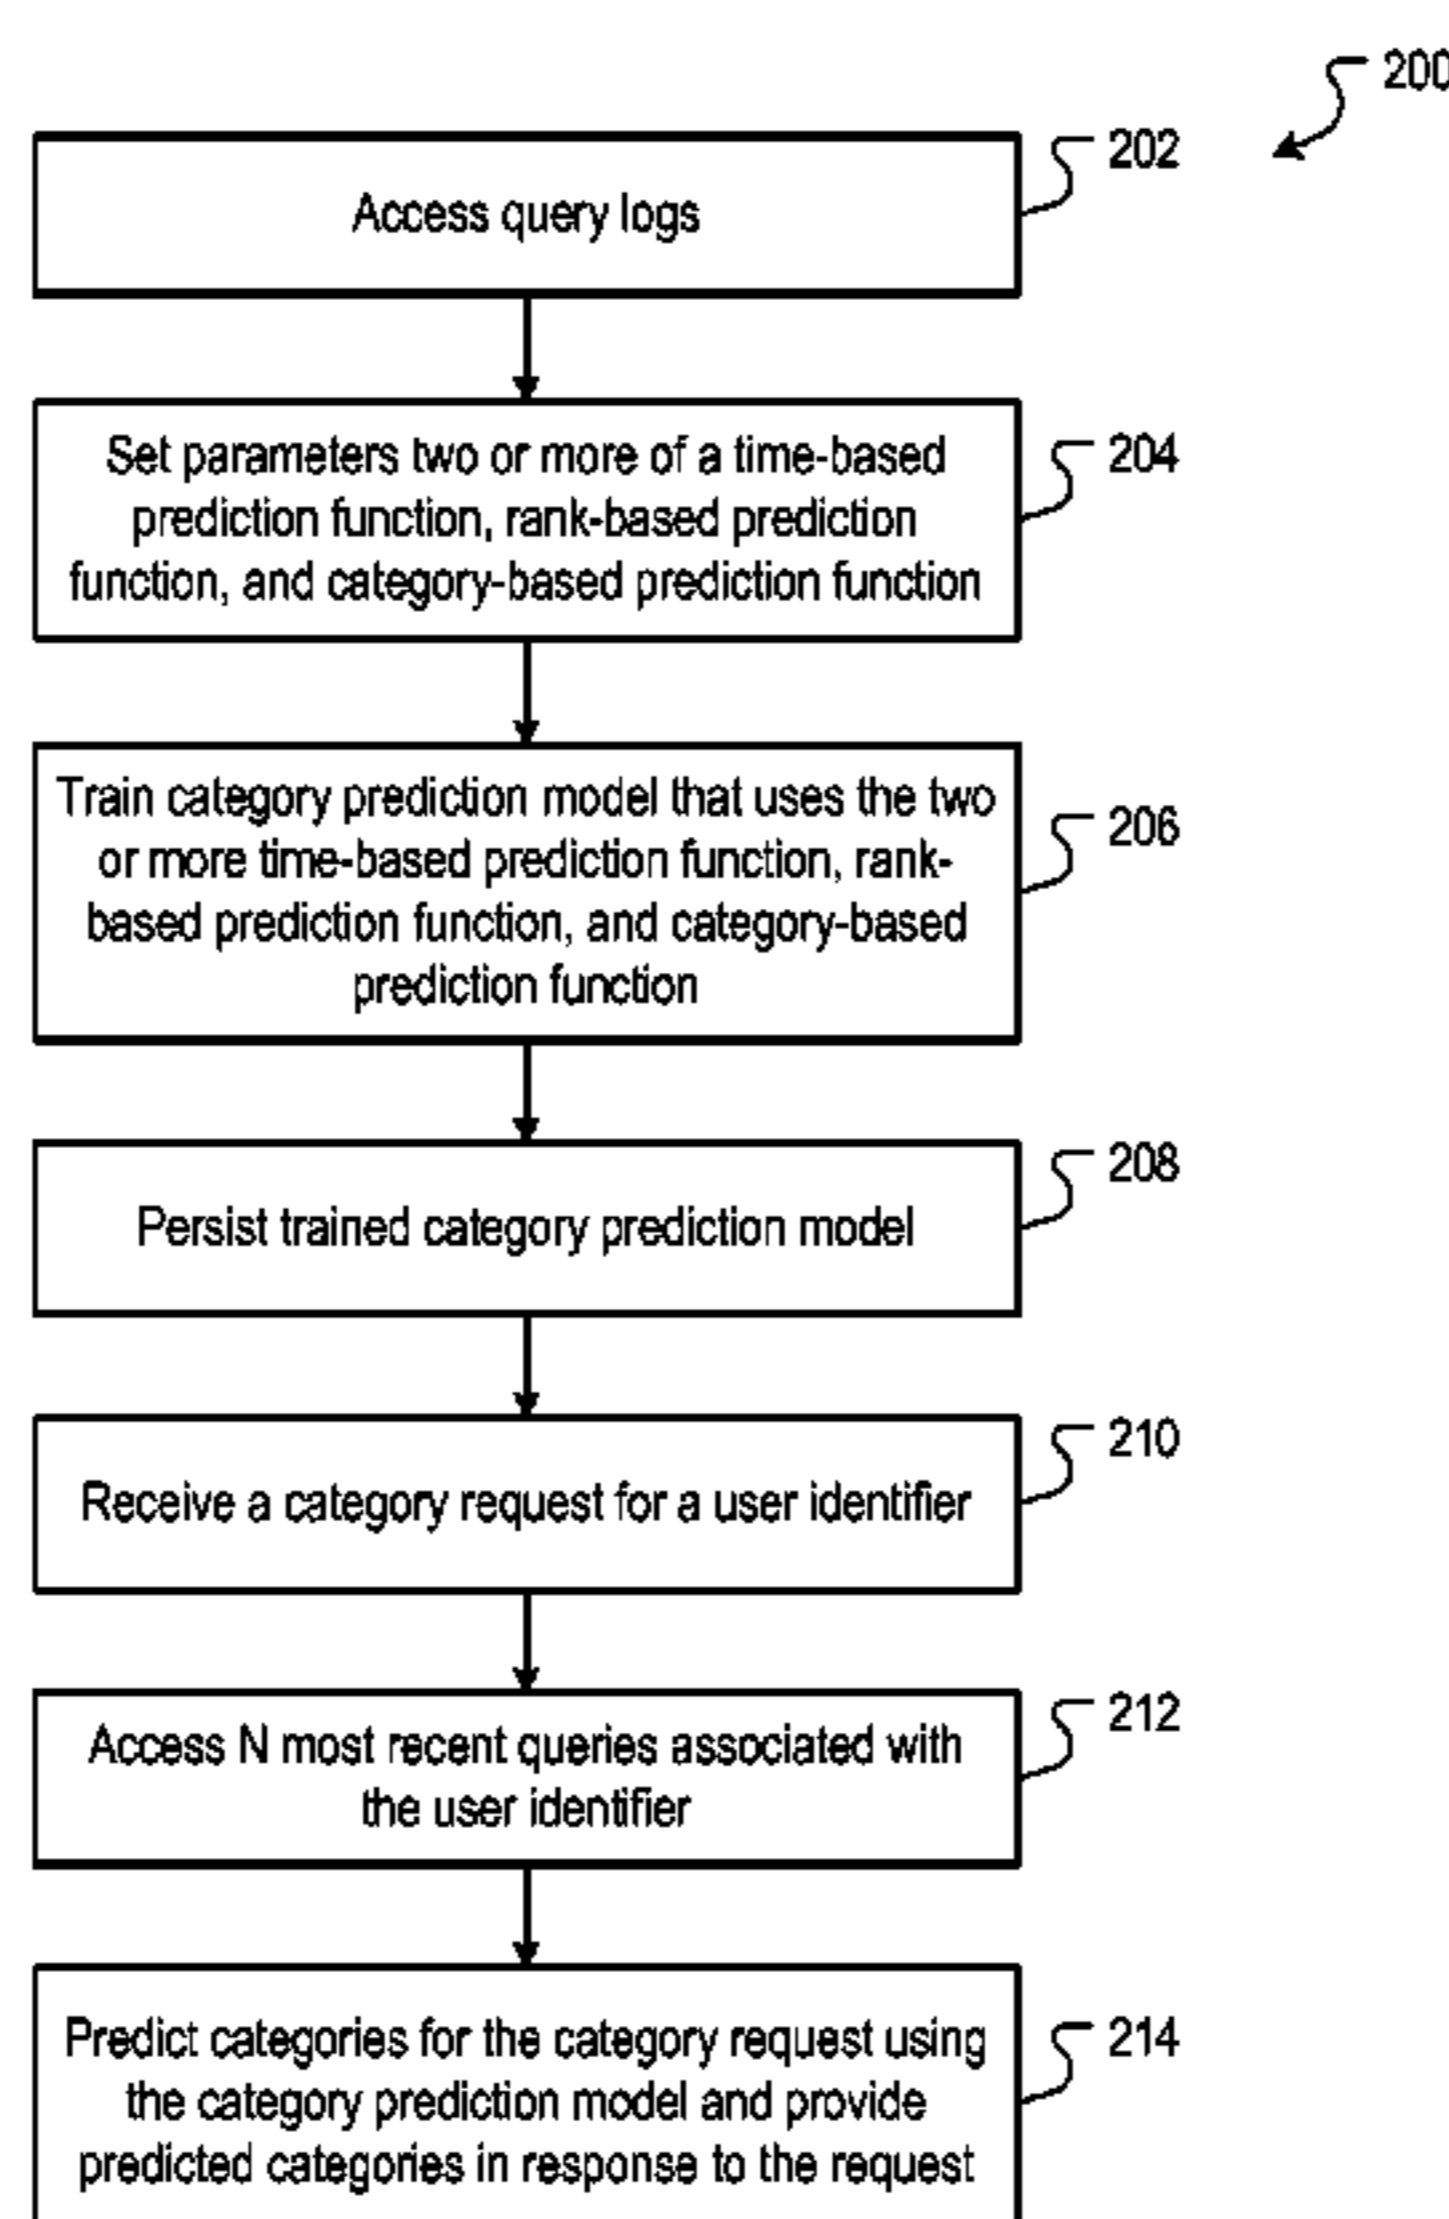 200
202
Access query logs
204
Set parameters two or more of a time-based
prediction function, rank-based prediction
function, and category-based prediction function
206
Train category prediction model that uses the two
or more time-based prediction function, rank-
based prediction function, and category-based
prediction function
208
Persist trained category prediction model
210
Receive a category request for a user identifier
212
Access N most recent queries associated with
the user identifier
214
Predict categories for the category request using
the category prediction model and provide
predicted categories in response to the request